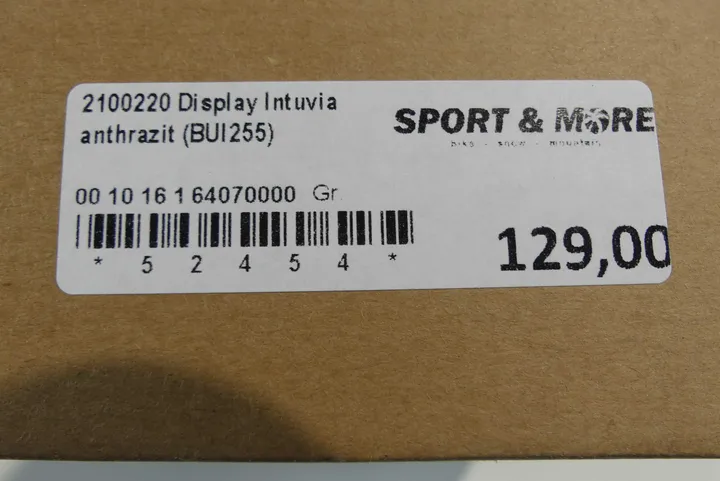 2100220 Display Intuvia
anthrazit (BUI255)
SPORT & MORE
bike - snow - mountain
00 10 16 1 64070000 Gr.
* 5 2 4 5 4 *
129,00